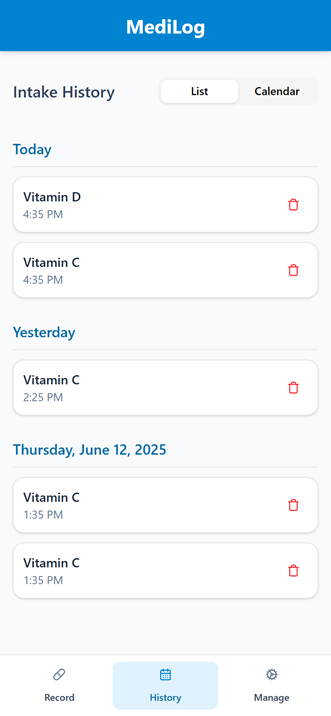 MediLog
Intake History
List
Calendar
Today
Vitamin D
4:35 PM
Vitamin C
4:35 PM
Yesterday
Vitamin C
2:25 PM
Thursday, June 12, 2025
Vitamin C
1:35 PM
Vitamin C
1:35 PM
Record
History
Manage